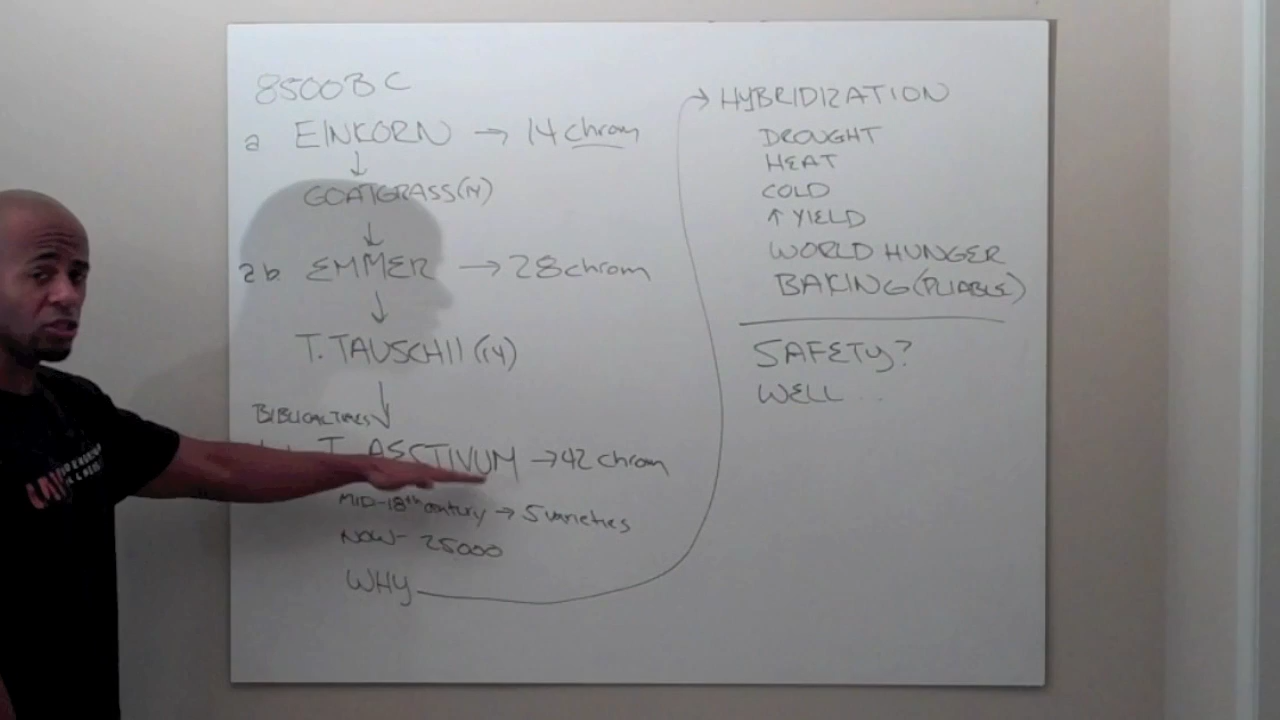 8500BC
a EINKORN → 14 chrom
↓
GOATGRASS(14)
↓
2b EMMER → 28 chrom
↓
T. TAUSCHII (14)
↓
BIBLICAL TIMES
T. ASCTIVUM → 42 chrom
MID-18th century → 5 varieties
NOW - 25000
WHY
→ HYBRIDIZATION
DROUGHT
HEAT
COLD
↑ YIELD
WORLD HUNGER
BAKING (PLIABLE)
SAFETY?
WELL...